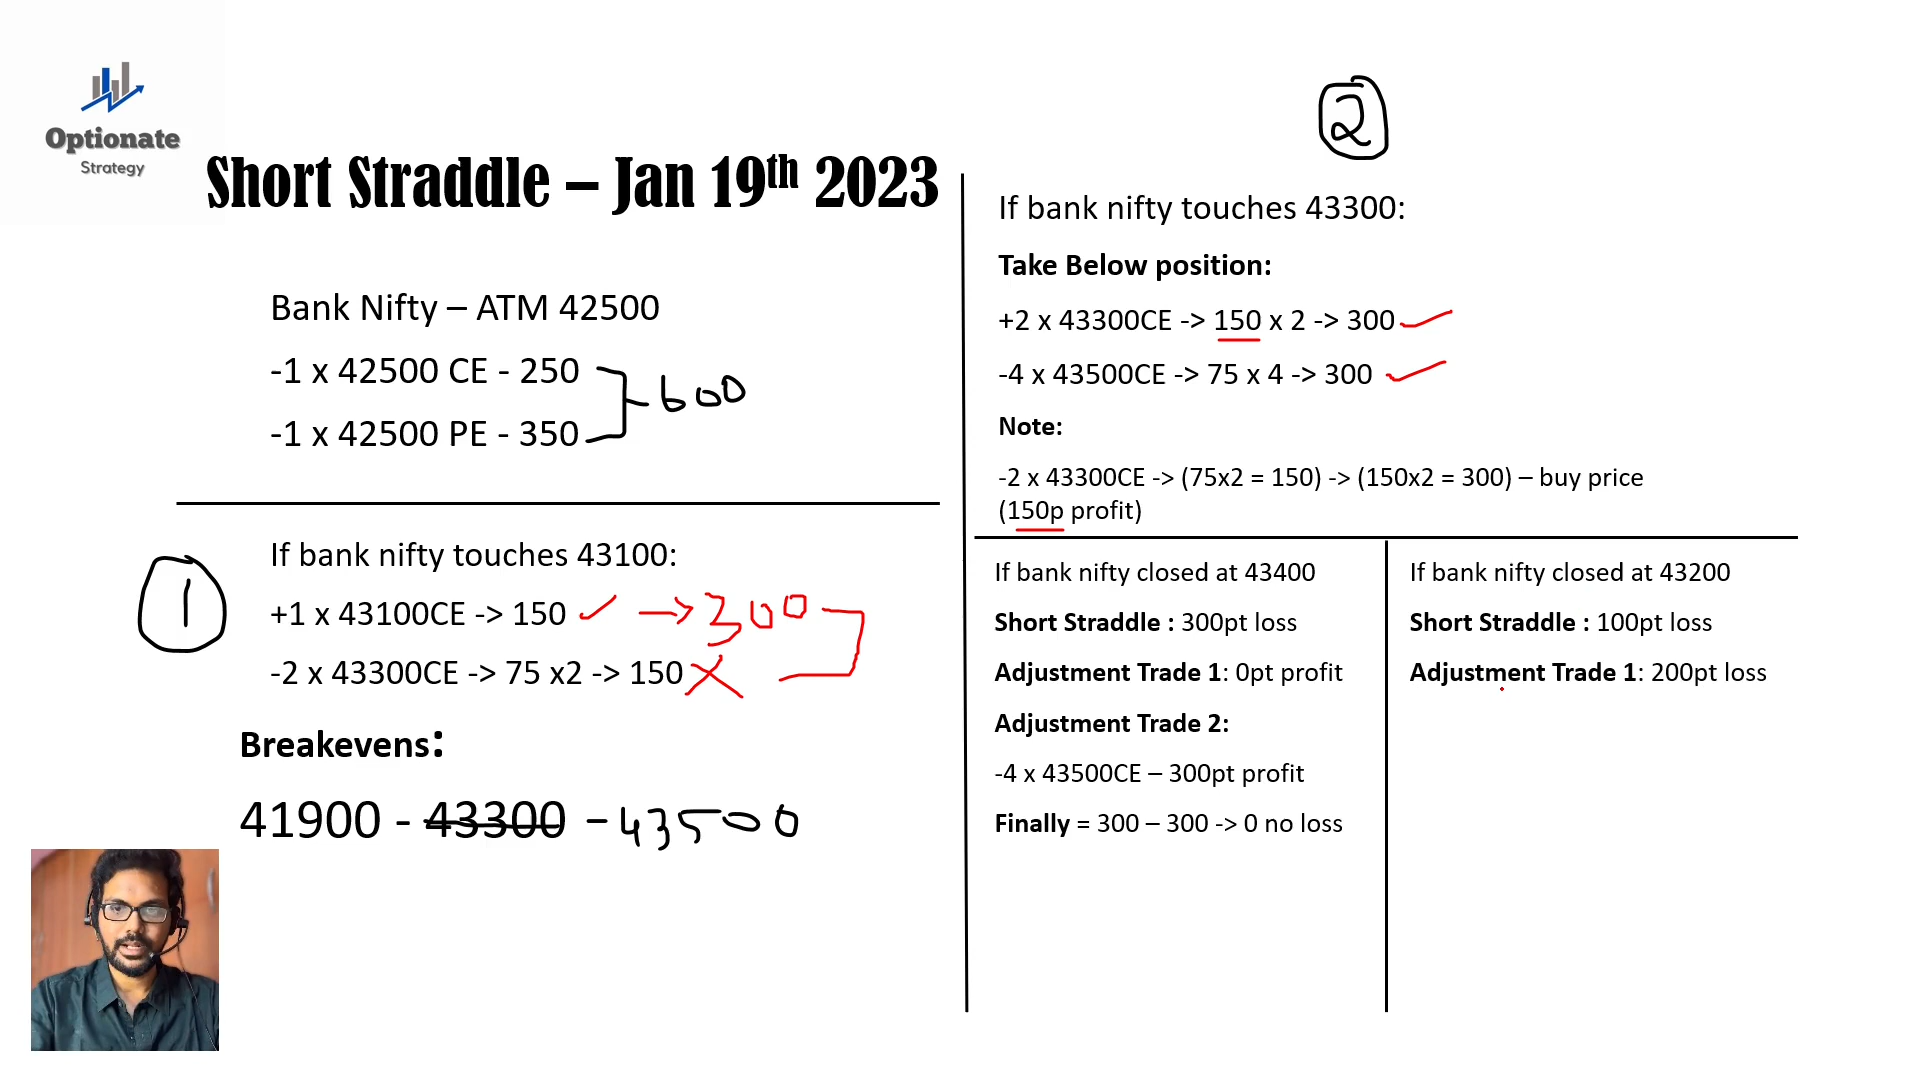 Optionate
Strategy
Short Straddle – Jan 19th 2023
Bank Nifty – ATM 42500
-1 x 42500 CE - 250
-1 x 42500 PE - 350
600
1
If bank nifty touches 43100:
+1 x 43100CE -> 150 ✓ → 300
-2 x 43300CE -> 75 x2 -> 150 X
Breakevens:
41900 - 43300 - 43500
2
If bank nifty touches 43300:
Take Below position:
+2 x 43300CE -> 150 x 2 -> 300 ✓
-4 x 43500CE -> 75 x 4 -> 300 ✓
Note:
-2 x 43300CE -> (75x2 = 150) -> (150x2 = 300) – buy price
(150p profit)
If bank nifty closed at 43400
Short Straddle : 300pt loss
Adjustment Trade 1: 0pt profit
Adjustment Trade 2:
-4 x 43500CE – 300pt profit
Finally = 300 – 300 -> 0 no loss
If bank nifty closed at 43200
Short Straddle : 100pt loss
Adjustment Trade 1: 200pt loss